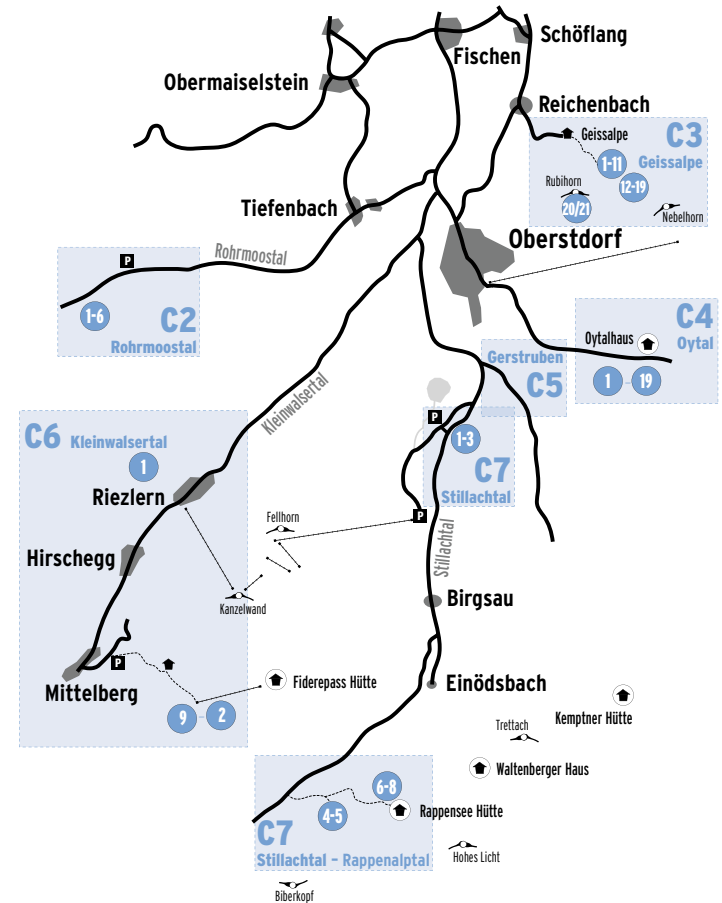 Schöflang
Fischen
Obermaiselstein
Reichenbach
C3
Geissalpe
Geissalpe
1-11
12-19
Rubihorn
20/21
Nebelhorn
Tiefenbach
Oberstdorf
Rohrmoostal
P
1-6
C2
Rohrmoostal
C4
Oytalhaus
Oytal
1
19
Gerstruben
C5
Kleinwalsertal
P
1-3
C7
Stillachtal
C6 Kleinwalsertal
1
Riezlern
Fellhorn
P
Stillachtal
Hirschegg
Kanzelwand
Birgsau
P
Mittelberg
Fiderepass Hütte
9
2
Einödsbach
Kemptner Hütte
Trettach
Waltenberger Haus
6-8
4-5
Rappensee Hütte
C7
Stillachtal – Rappenalptal
Hohes Licht
Biberkopf